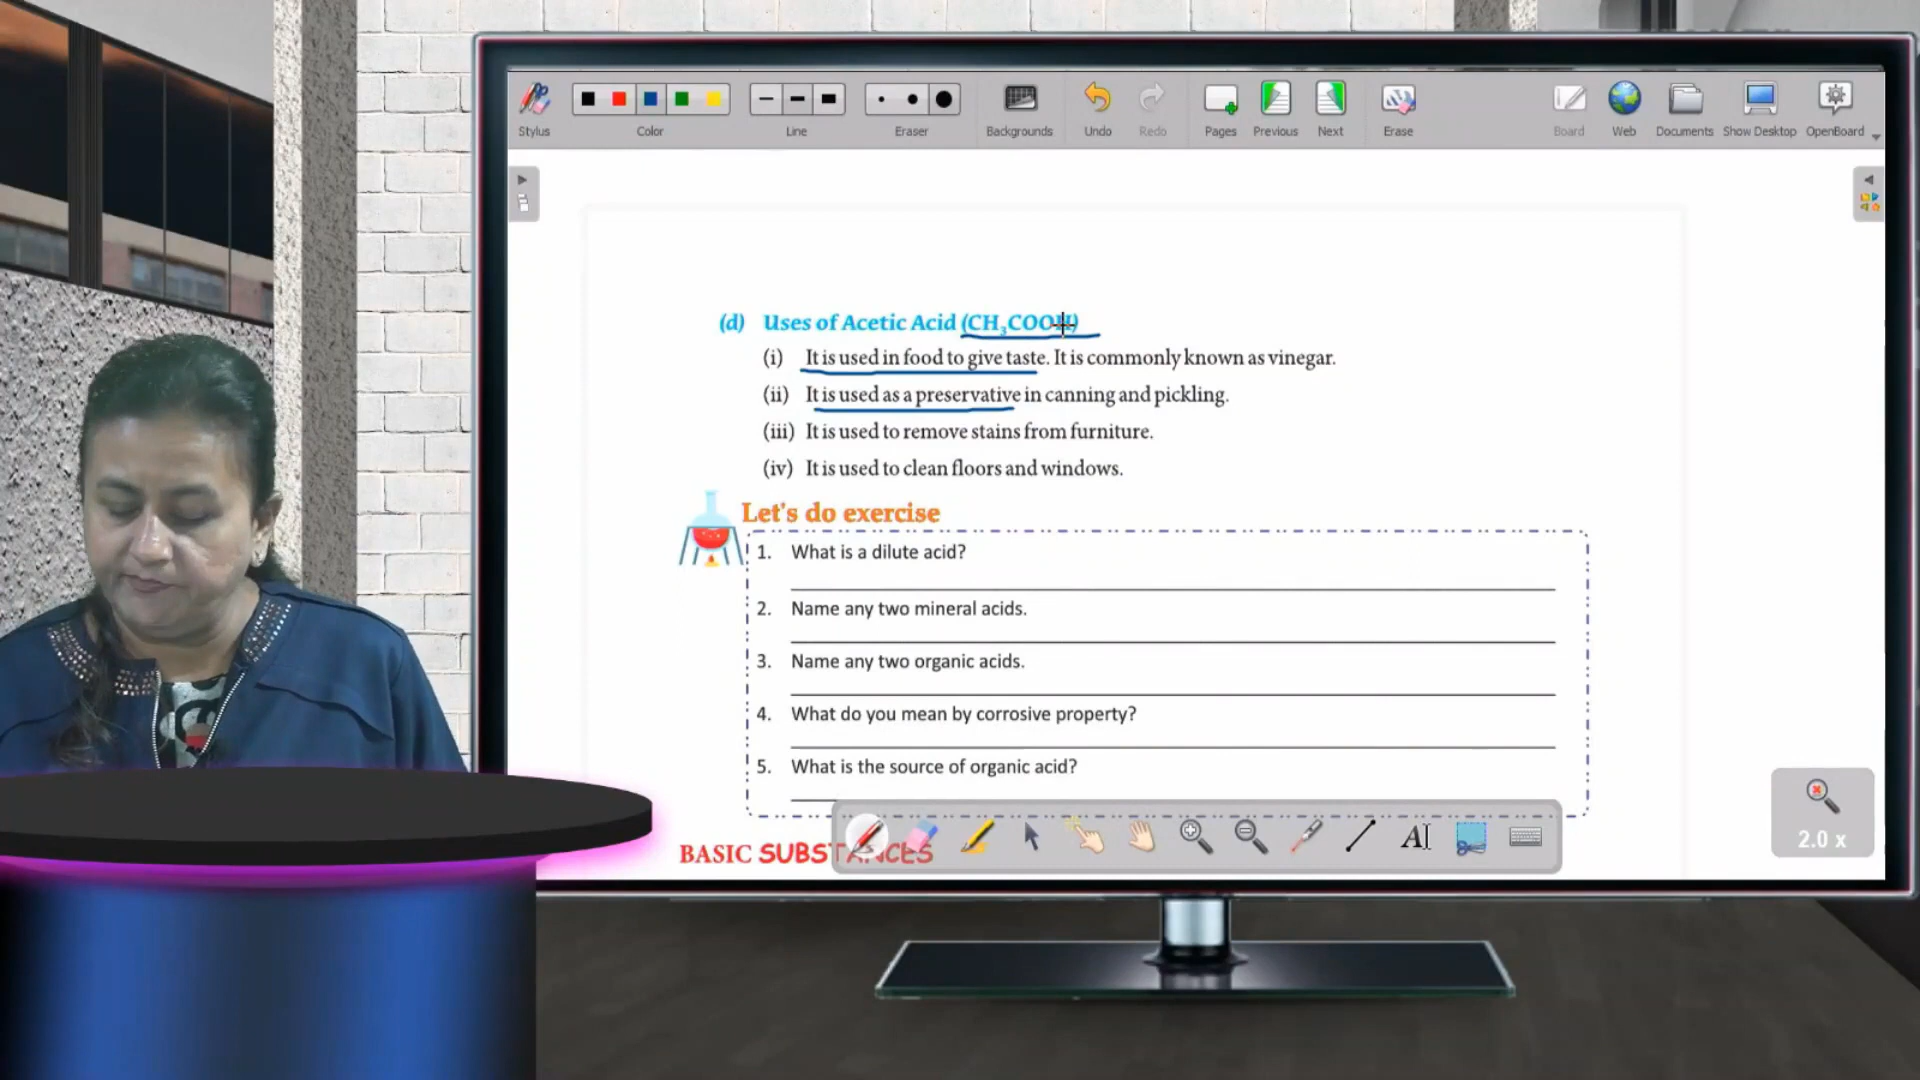 Stylus Color Line Eraser Backgrounds Undo Redo Pages Previous Next Erase Board Web Documents Show Desktop OpenBoard
(d) Uses of Acetic Acid (CH₃COOH)
(i) It is used in food to give taste. It is commonly known as vinegar.
(ii) It is used as a preservative in canning and pickling.
(iii) It is used to remove stains from furniture.
(iv) It is used to clean floors and windows.
Let's do exercise
1. What is a dilute acid?
2. Name any two mineral acids.
3. Name any two organic acids.
4. What do you mean by corrosive property?
5. What is the source of organic acid?
BASIC SUBSTANCES
AI
2.0 x